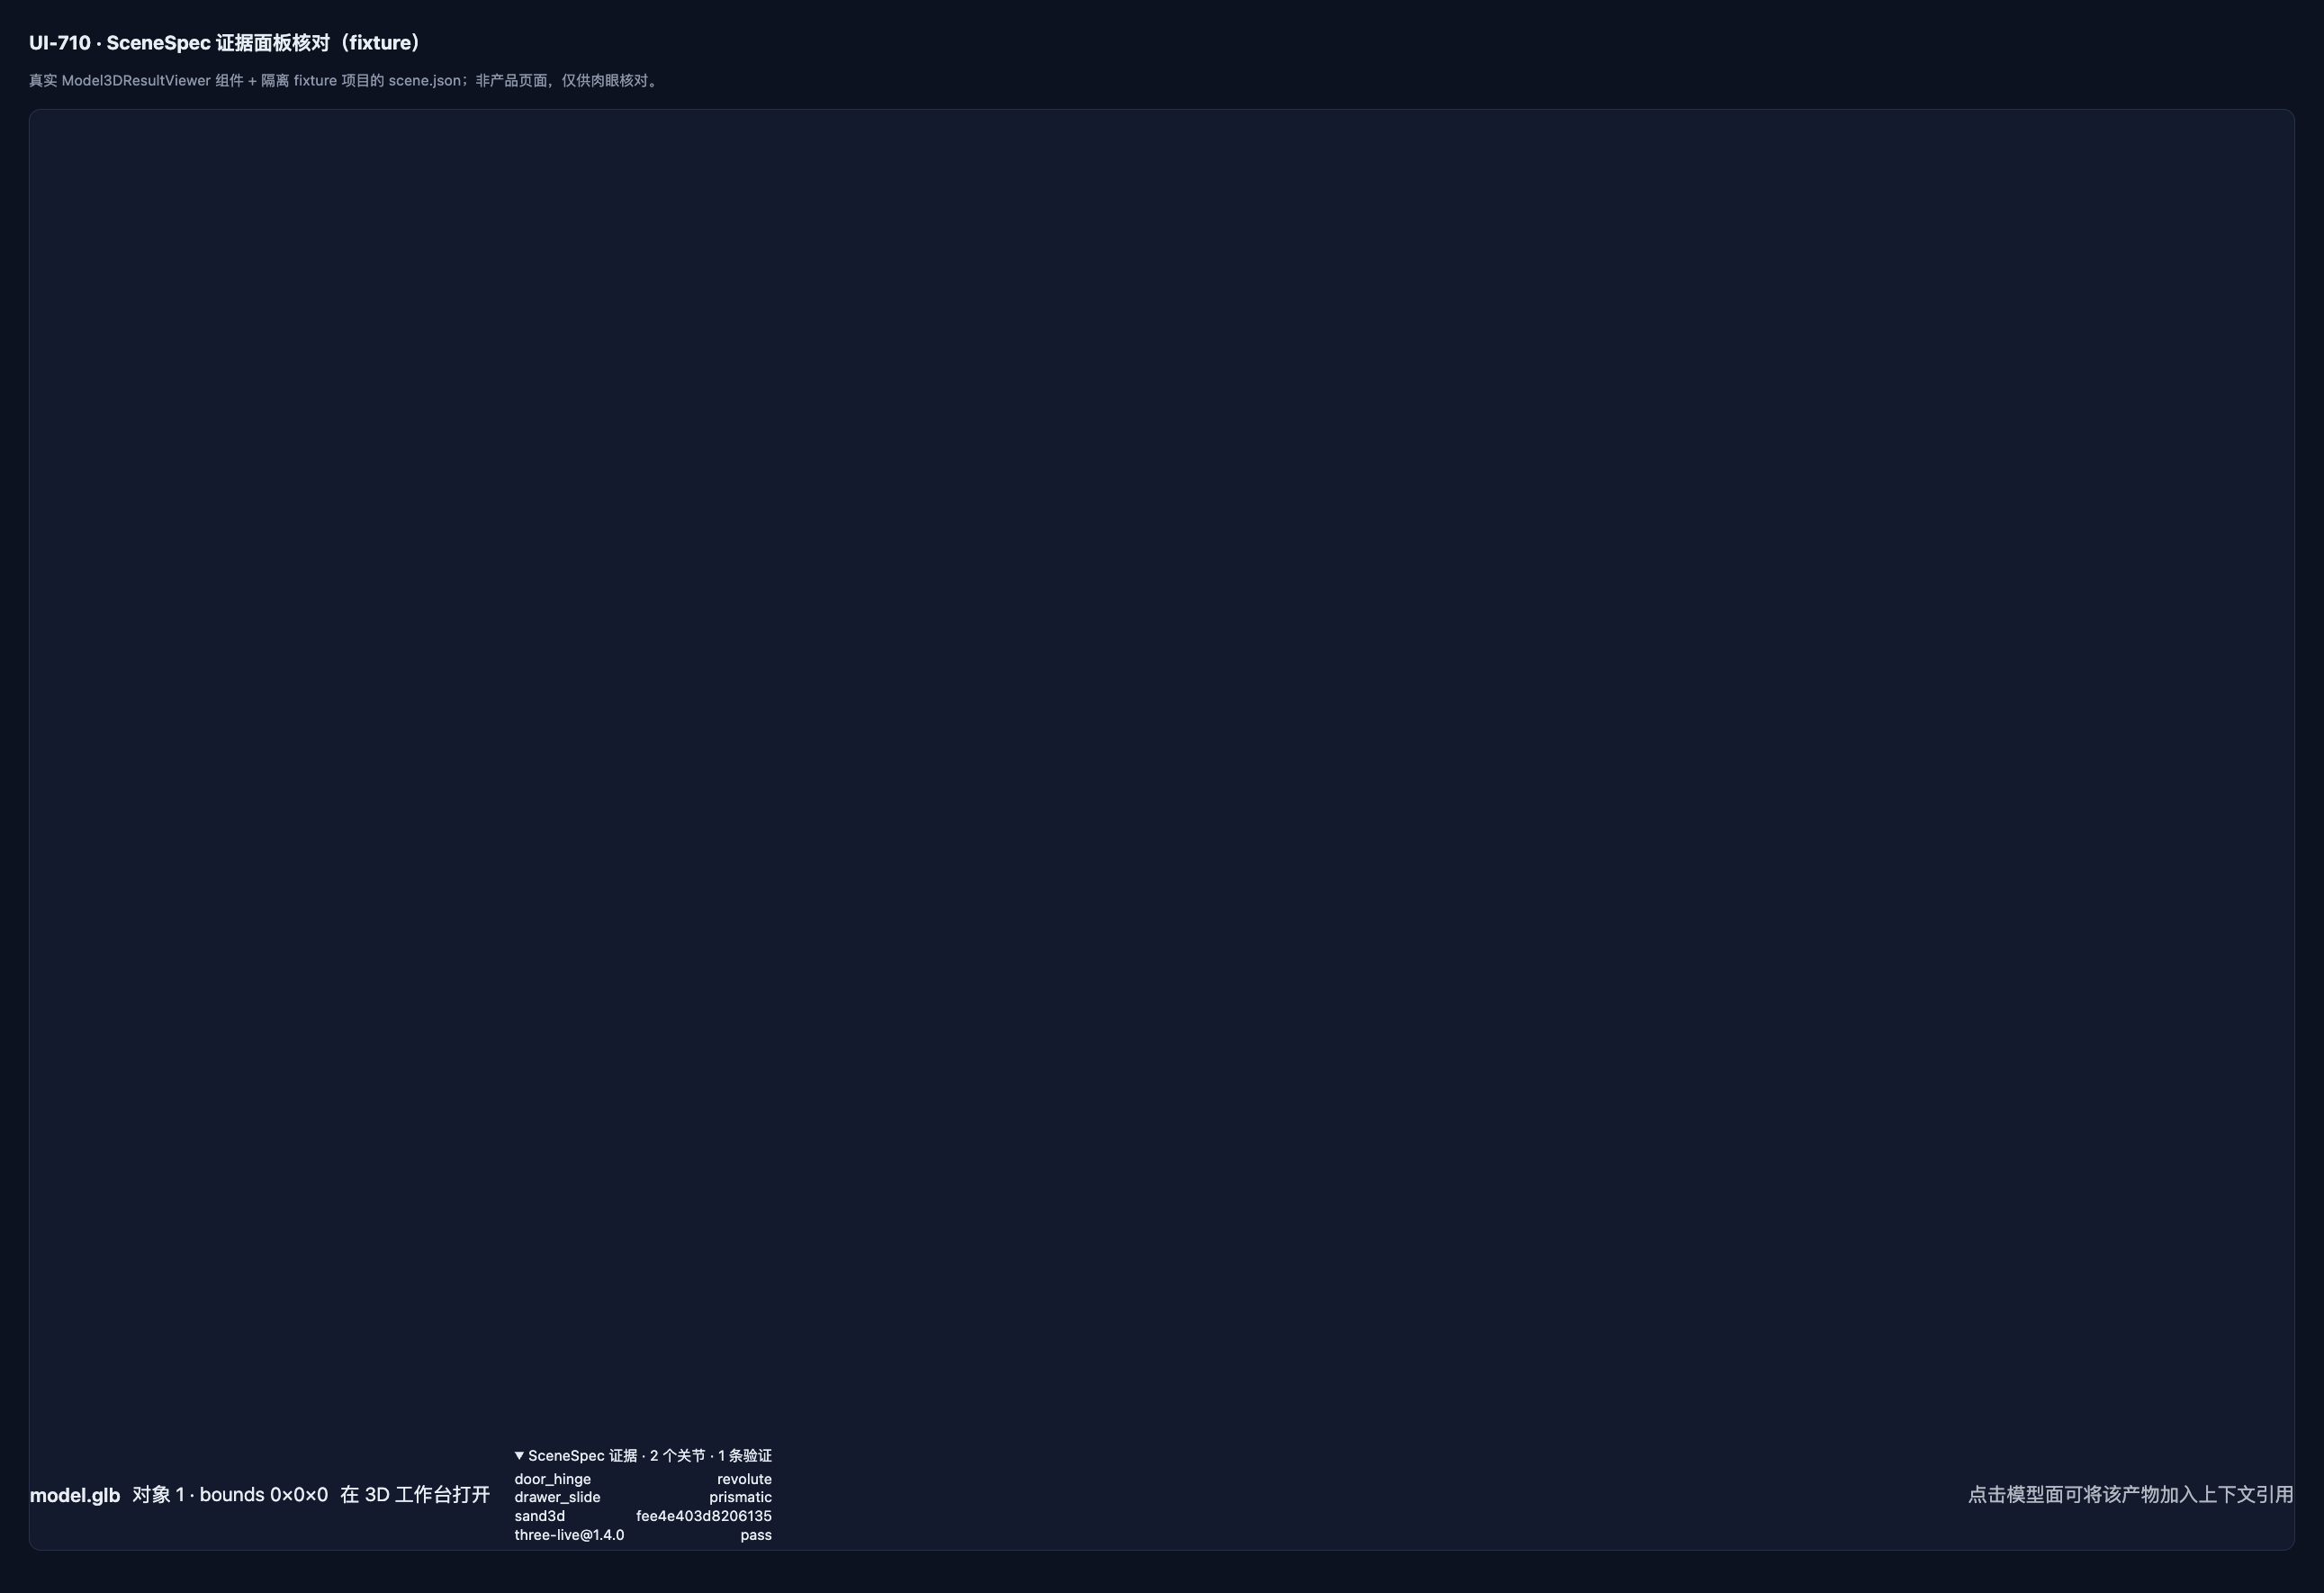 UI-710 · SceneSpec 证据面板核对（fixture）
真实 Model3DResultViewer 组件 + 隔离 fixture 项目的 scene.json；非产品页面，仅供肉眼核对。
▼ SceneSpec 证据 · 2 个关节 · 1 条验证
door_hinge revolute
model.glb 对象 1 · bounds 0×0×0 在 3D 工作台打开
drawer_slide prismatic
点击模型面可将该产物加入上下文引用
sand3d fee4e403d8206135
three-live@1.4.0 pass